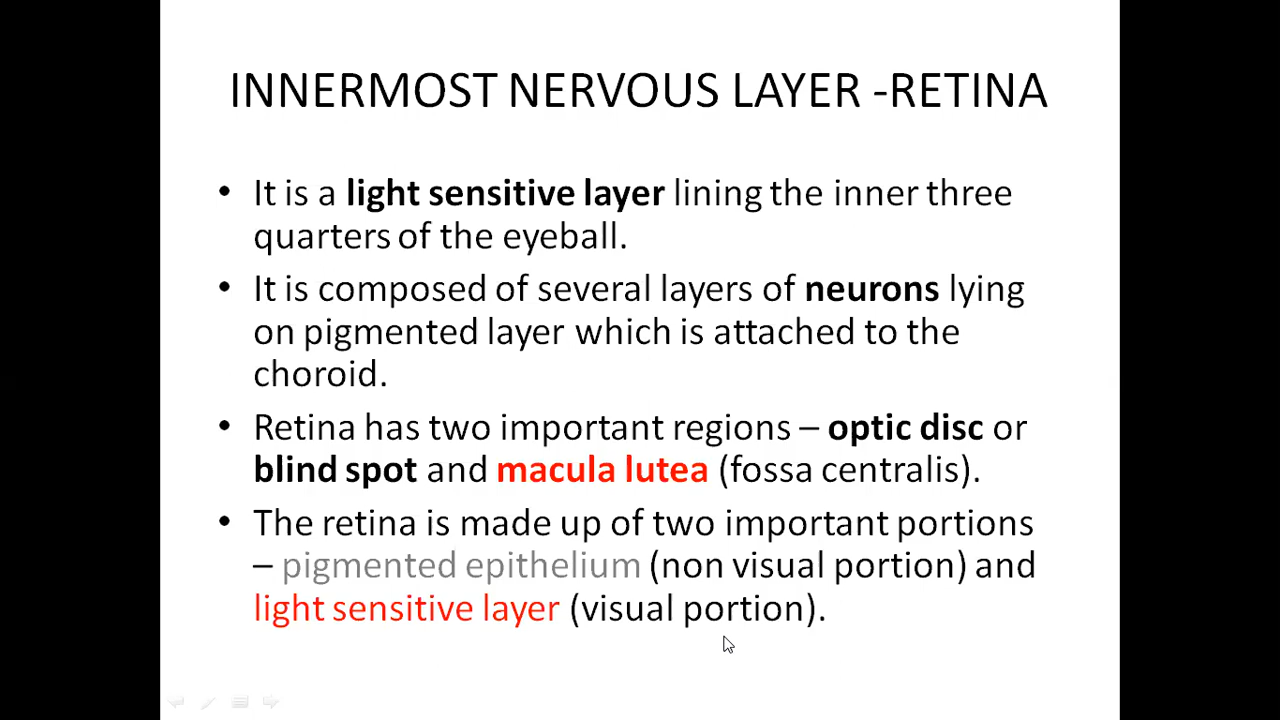 INNERMOST NERVOUS LAYER -RETINA
• It is a light sensitive layer lining the inner three
quarters of the eyeball.
• It is composed of several layers of neurons lying
on pigmented layer which is attached to the
choroid.
• Retina has two important regions – optic disc or
blind spot and macula lutea (fossa centralis).
• The retina is made up of two important portions
– pigmented epithelium (non visual portion) and
light sensitive layer (visual portion).